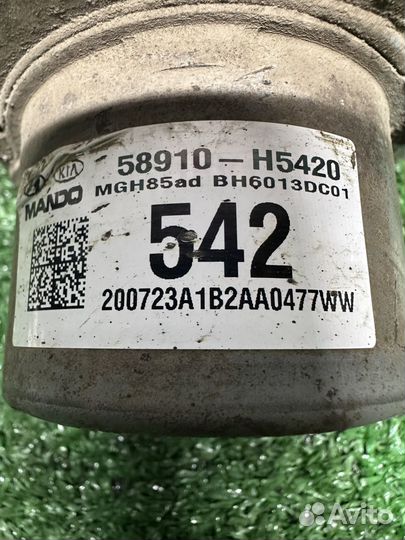 KIA
MANDO
58910-H5420
MGH85ad BH6013DC01
542
200723A1B2AA0477WW
Avito